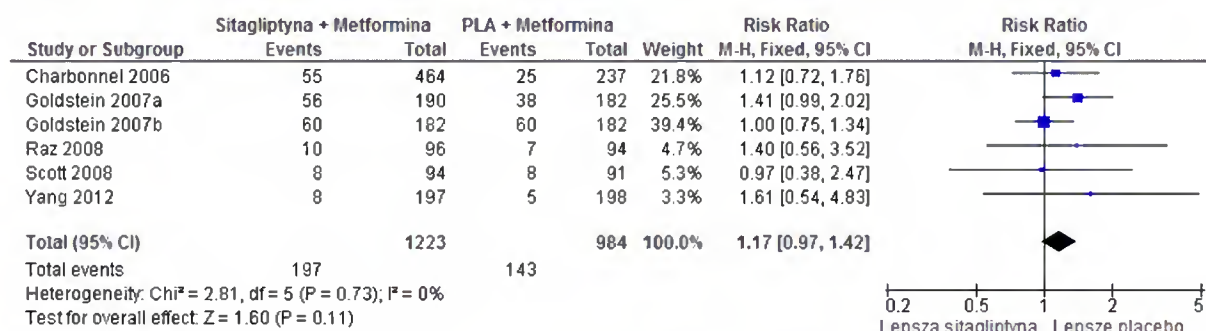 Sitagliptyna + Metformina PLA + Metformina Risk Ratio Risk Ratio
Study or Subgroup Events Total Events Total Weight M-H, Fixed, 95% CI M-H, Fixed, 95% CI
Charbonnel 2006 55 464 25 237 21.8% 1.12 [0.72, 1.76]
Goldstein 2007a 56 190 38 182 25.5% 1.41 [0.99, 2.02]
Goldstein 2007b 60 182 60 182 39.4% 1.00 [0.75, 1.34]
Raz 2008 10 96 7 94 4.7% 1.40 [0.56, 3.52]
Scott 2008 8 94 8 91 5.3% 0.97 [0.38, 2.47]
Yang 2012 8 197 5 198 3.3% 1.61 [0.54, 4.83]
Total (95% CI) 1223 984 100.0% 1.17 [0.97, 1.42]
Total events 197 143
Heterogeneity: Chi² = 2.81, df = 5 (P = 0.73); I² = 0%
Test for overall effect: Z = 1.60 (P = 0.11)
0.2 0.5 1 2 5
Lepsza sitagliptyna Lepsze placebo